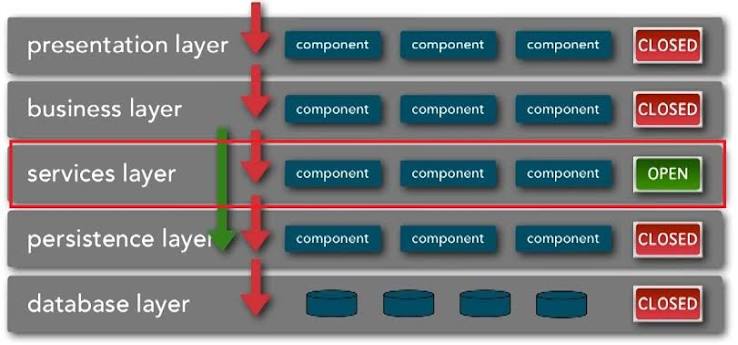 presentation layer component component component CLOSED
business layer component component component CLOSED
services layer component component component OPEN
persistence layer component component component CLOSED
database layer CLOSED